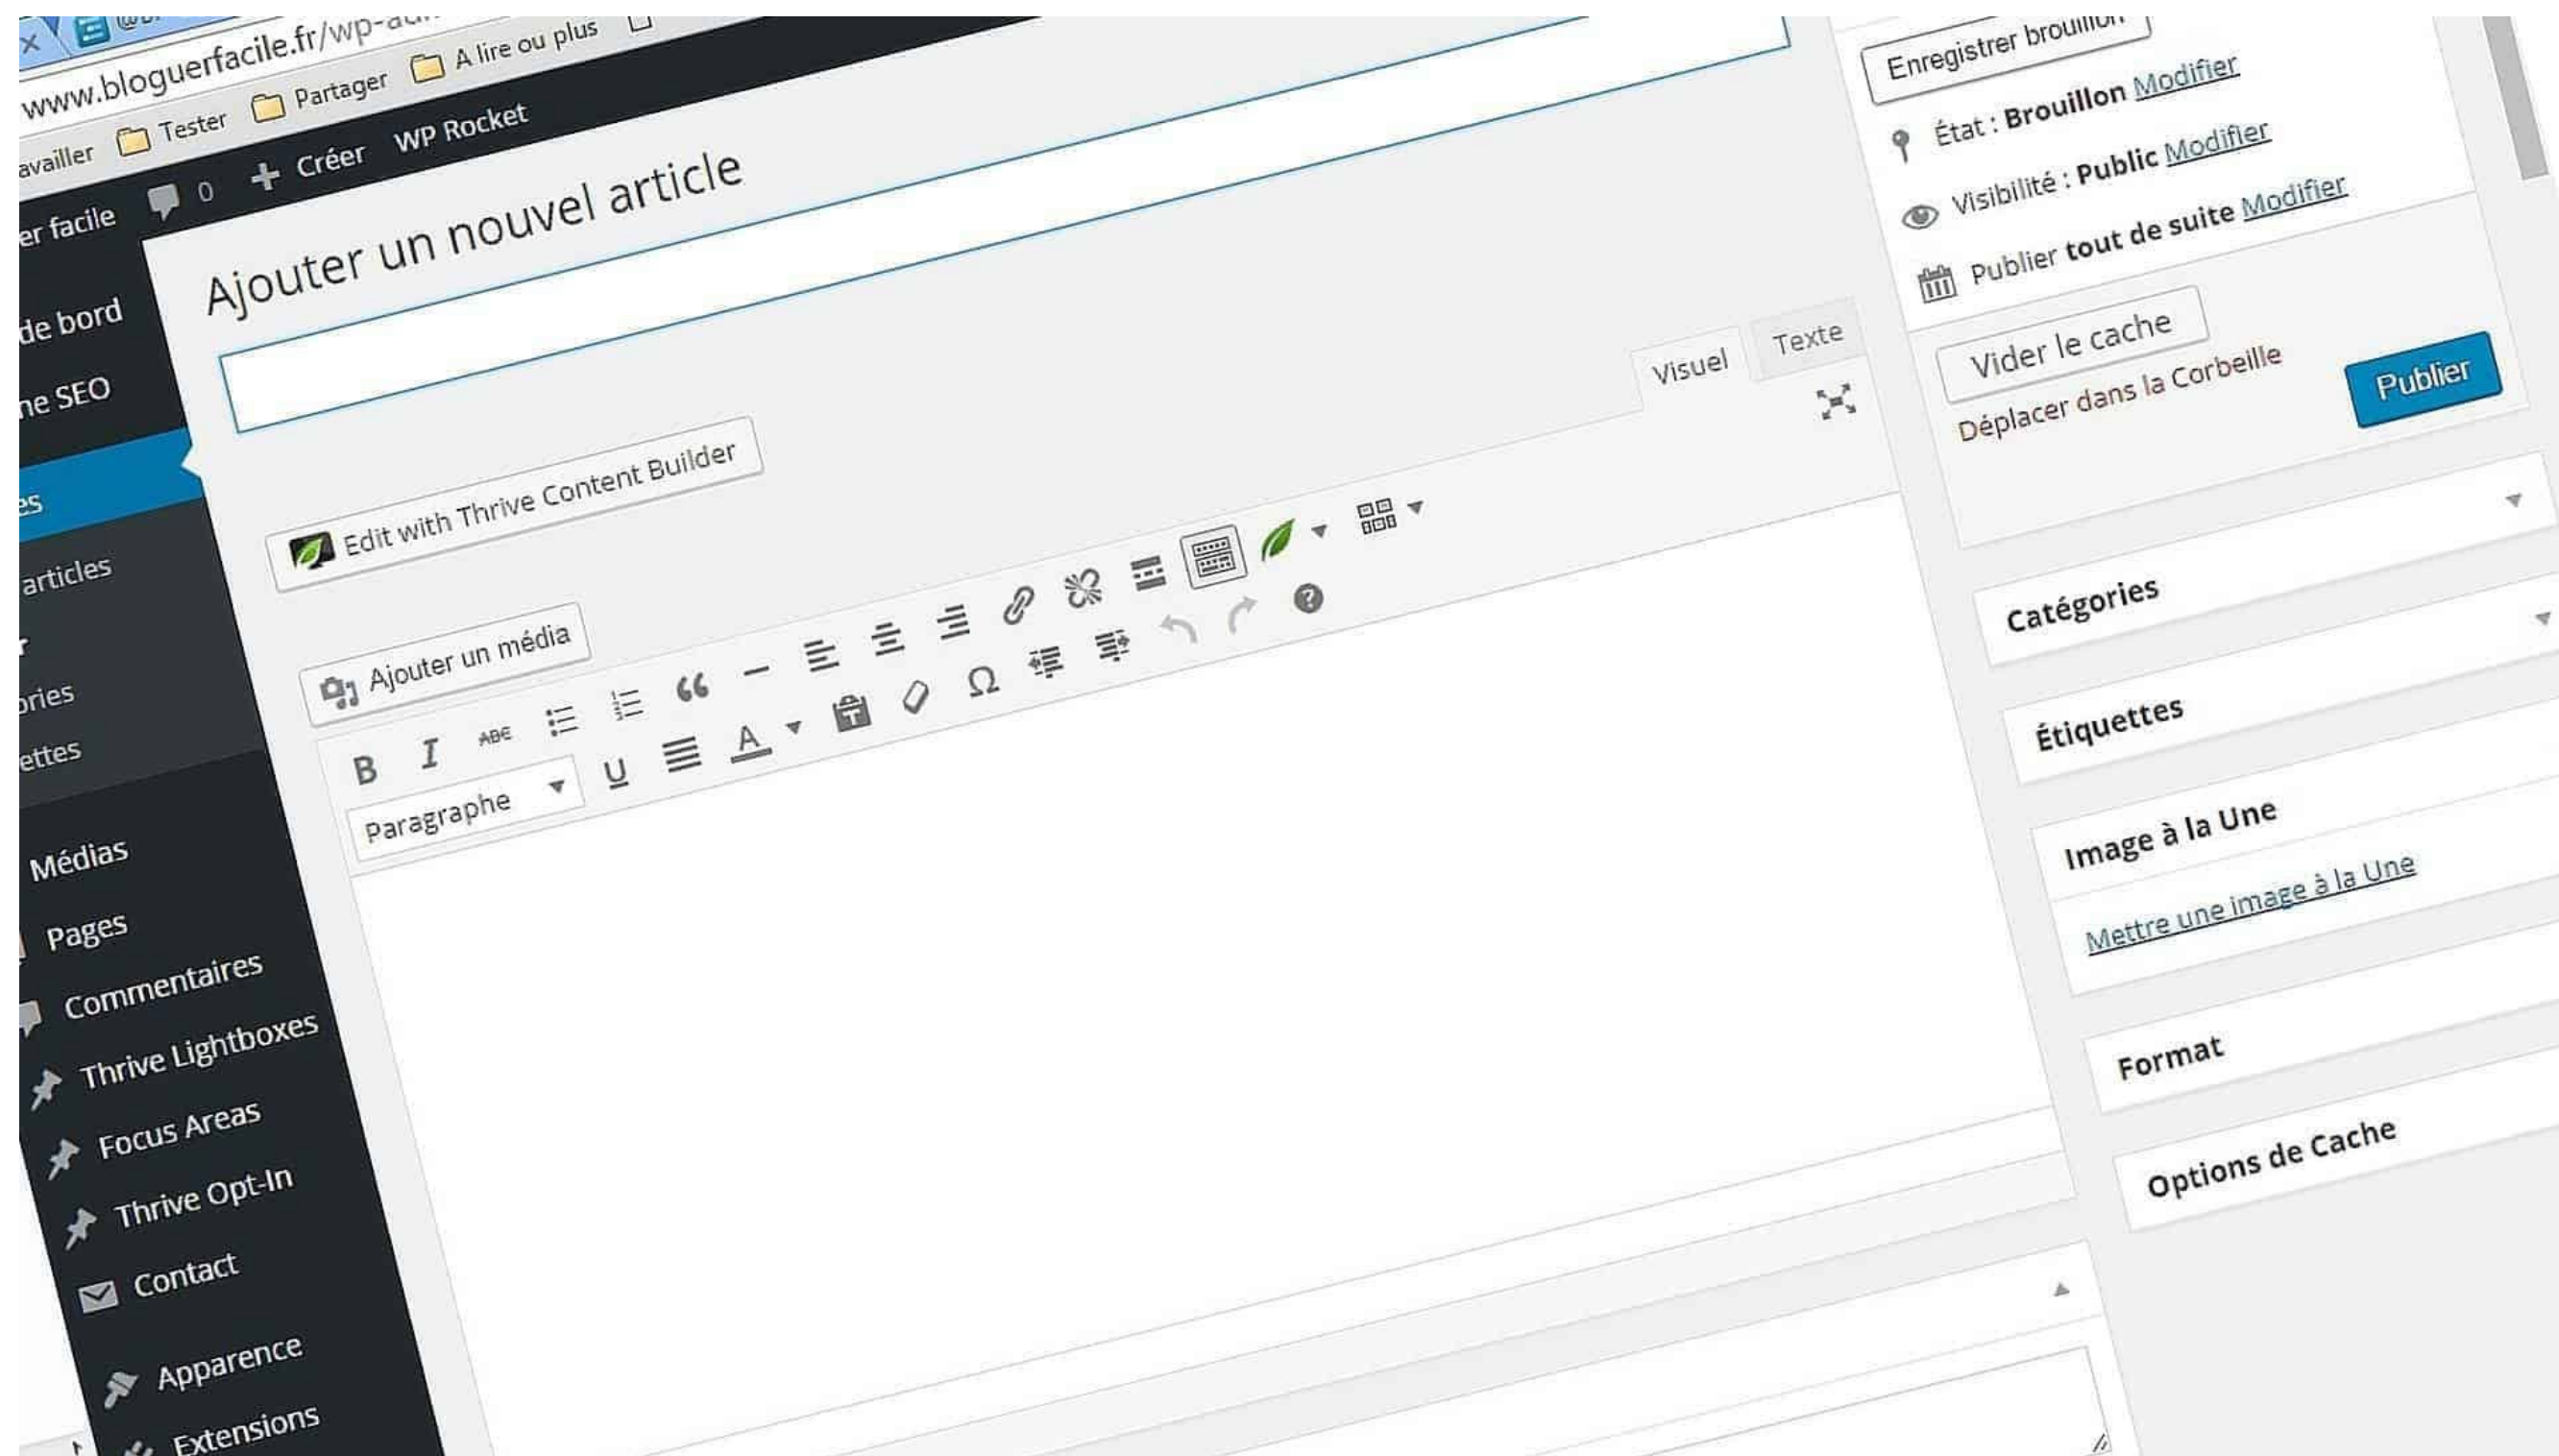 www.bloguerfacile.fr/wp-
Tester Partager A lire ou plus
facile 0 Créer WP Rocket
de bord
SEO
articles
Médias
Pages
Commentaires
Thrive Lightboxes
Focus Areas
Thrive Opt-In
Contact
Apparence
Extensions
Ajouter un nouvel article
Edit with Thrive Content Builder
Ajouter un média
Visuel Texte
B I ABC
Paragraphe U A Ω
Enregistrer brouillon
État : Brouillon Modifier
Visibilité : Public Modifier
Publier tout de suite Modifier
Vider le cache
Déplacer dans la Corbeille
Publier
Catégories
Étiquettes
Image à la Une
Mettre une image à la Une
Format
Options de Cache